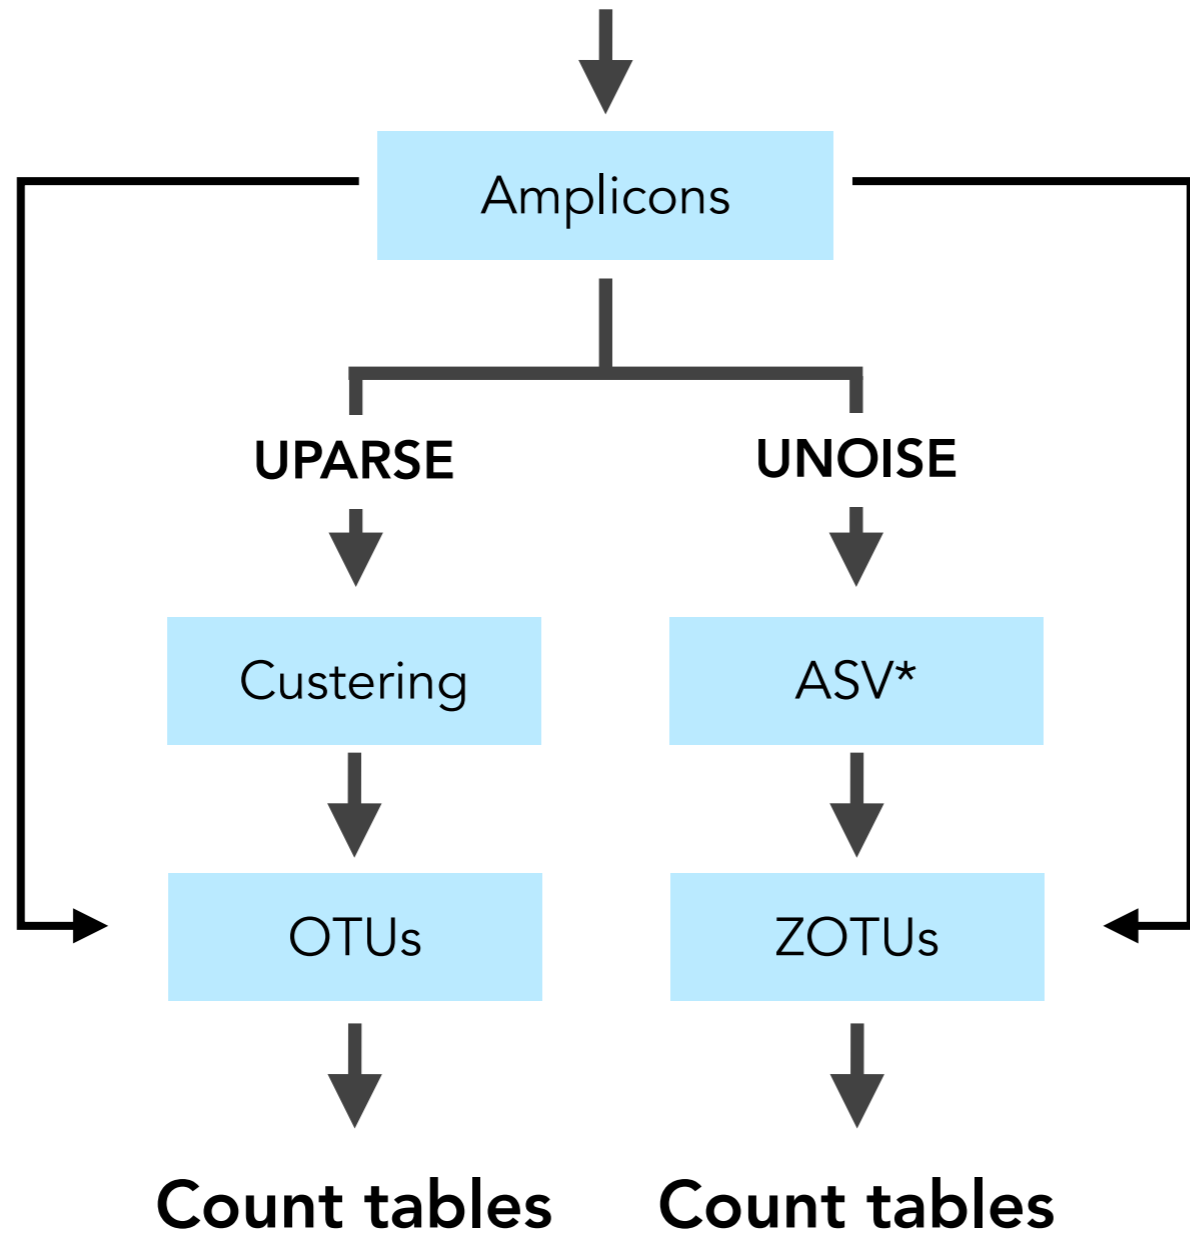 Amplicons
UPARSE
UNOISE
Custering
ASV*
OTUs
ZOTUs
Count tables
Count tables